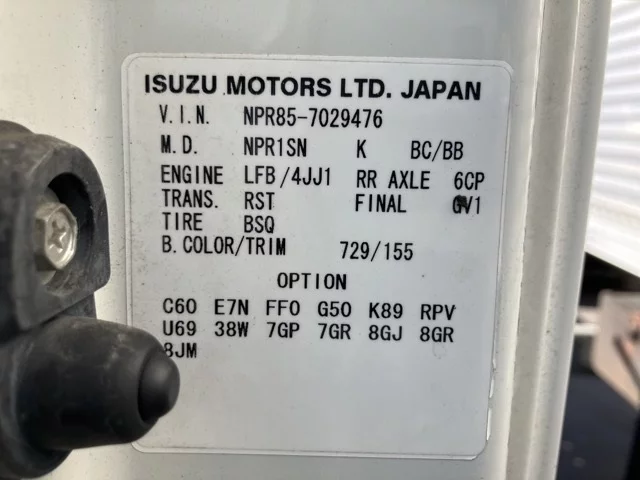 ISUZU MOTORS LTD. JAPAN
V.I.N. NPR85-7029476
M.D. NPR1SN K BC/BB
ENGINE LFB/4JJ1 RR AXLE 6CP
TRANS. RST FINAL GV1
TIRE BSQ
B.COLOR/TRIM 729/155
OPTION
C60 E7N FF0 G50 K89 RPV
U69 38W 7GP 7GR 8GJ 8GR
8JM